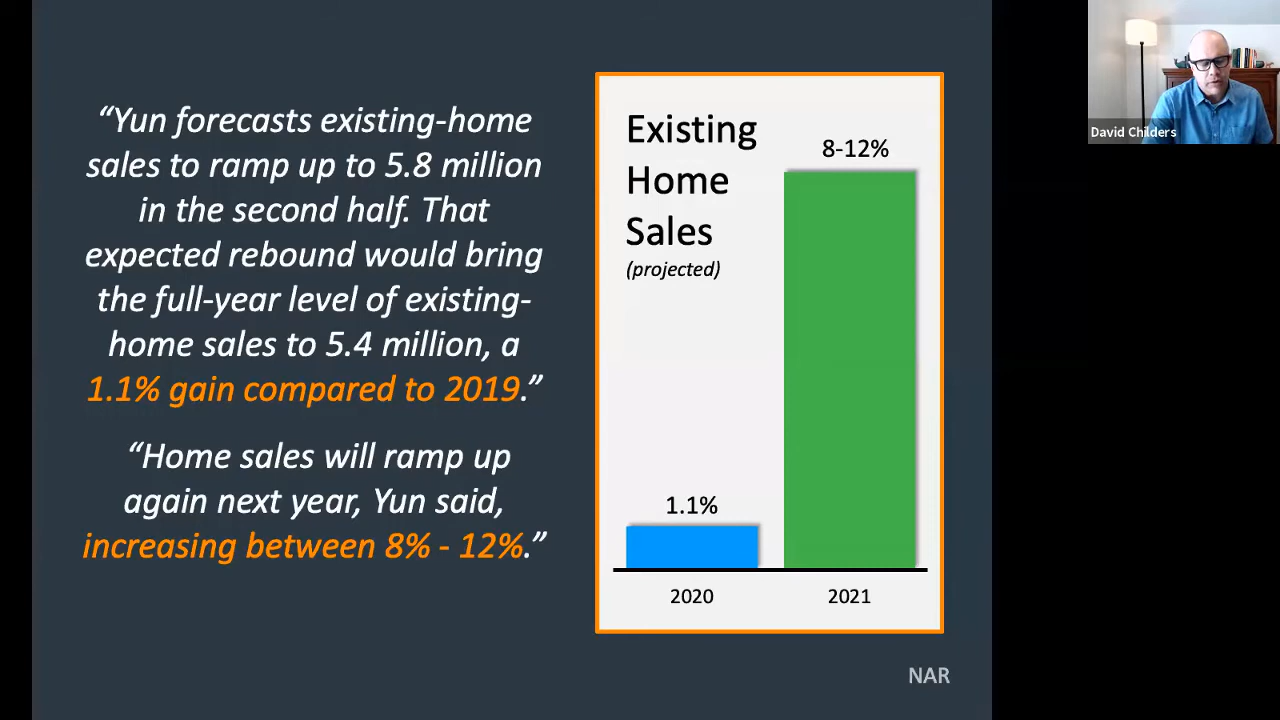 “Yun forecasts existing-home
sales to ramp up to 5.8 million
in the second half. That
expected rebound would bring
the full-year level of existing-
home sales to 5.4 million, a
1.1% gain compared to 2019.”
“Home sales will ramp up
again next year, Yun said,
increasing between 8% - 12%.”
Existing
Home
Sales
(projected)
8-12%
1.1%
2020
2021
NAR
David Childers